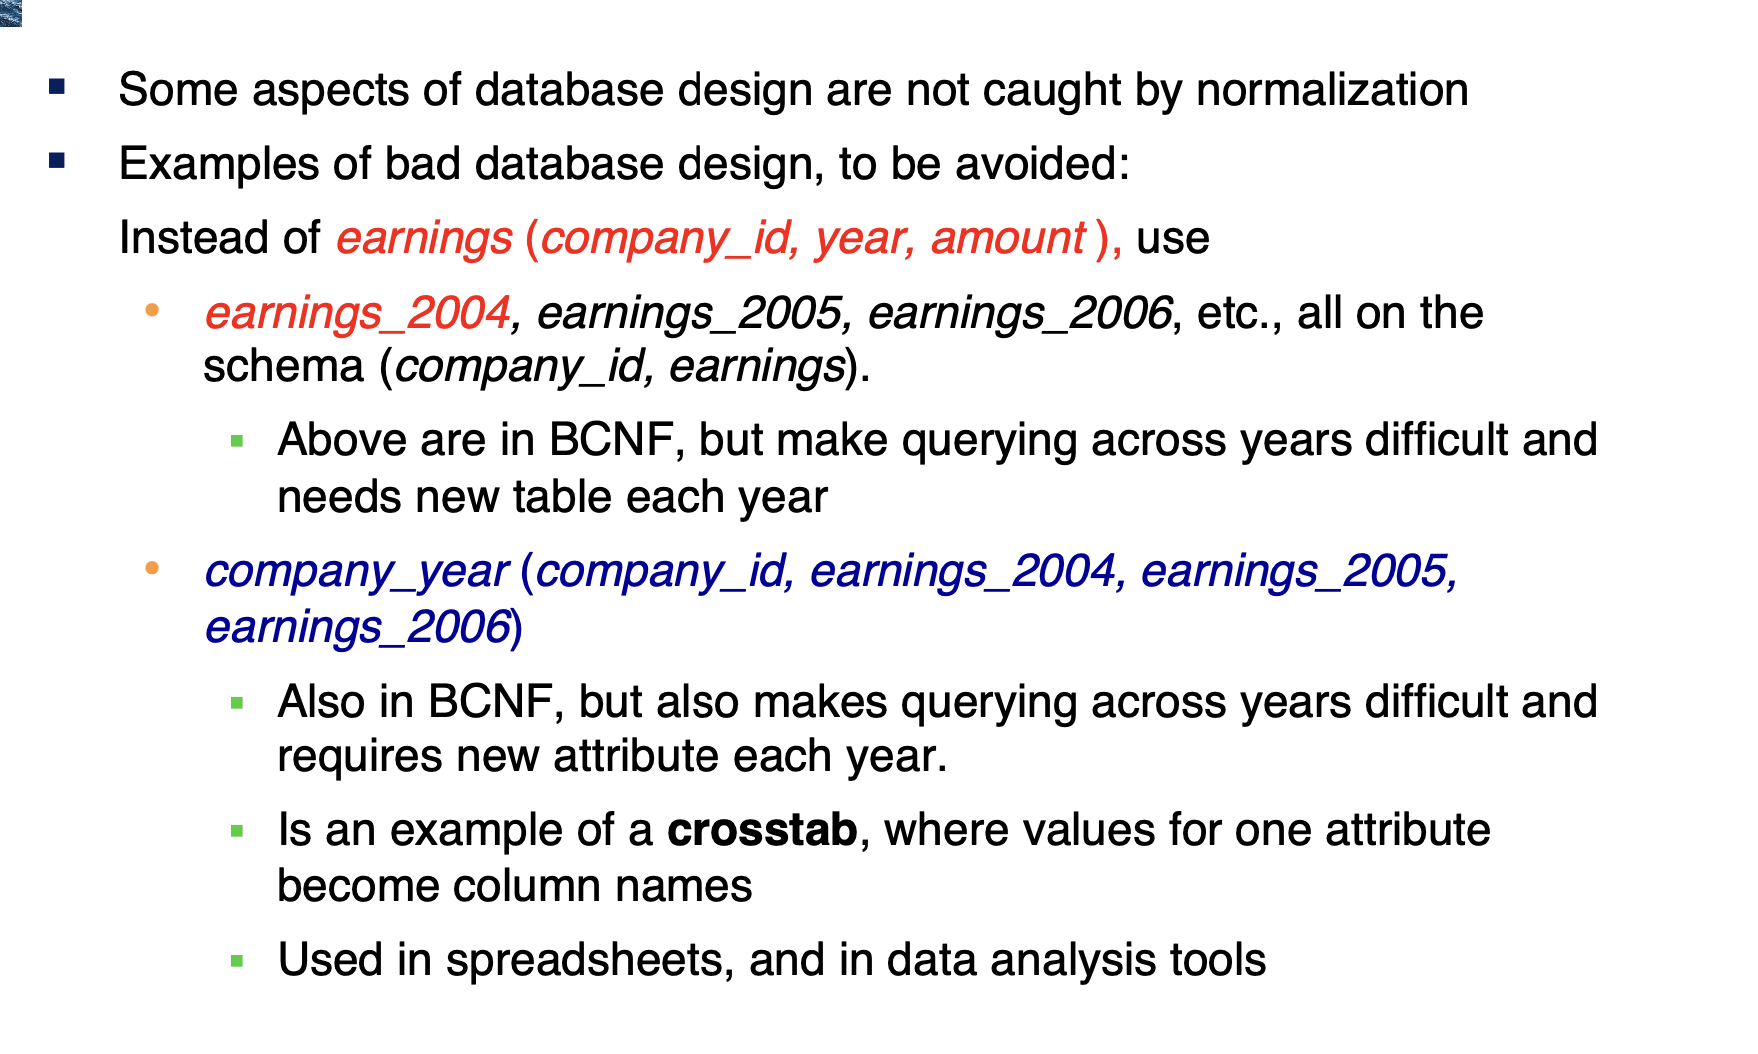 Some aspects of database design are not caught by normalization
Examples of bad database design, to be avoided:
Instead of earnings (company_id, year, amount ), use
earnings_2004, earnings_2005, earnings_2006, etc., all on the
schema (company_id, earnings).
Above are in BCNF, but make querying across years difficult and
needs new table each year
company_year (company_id, earnings_2004, earnings_2005,
earnings_2006)
Also in BCNF, but also makes querying across years difficult and
requires new attribute each year.
Is an example of a crosstab, where values for one attribute
become column names
Used in spreadsheets, and in data analysis tools